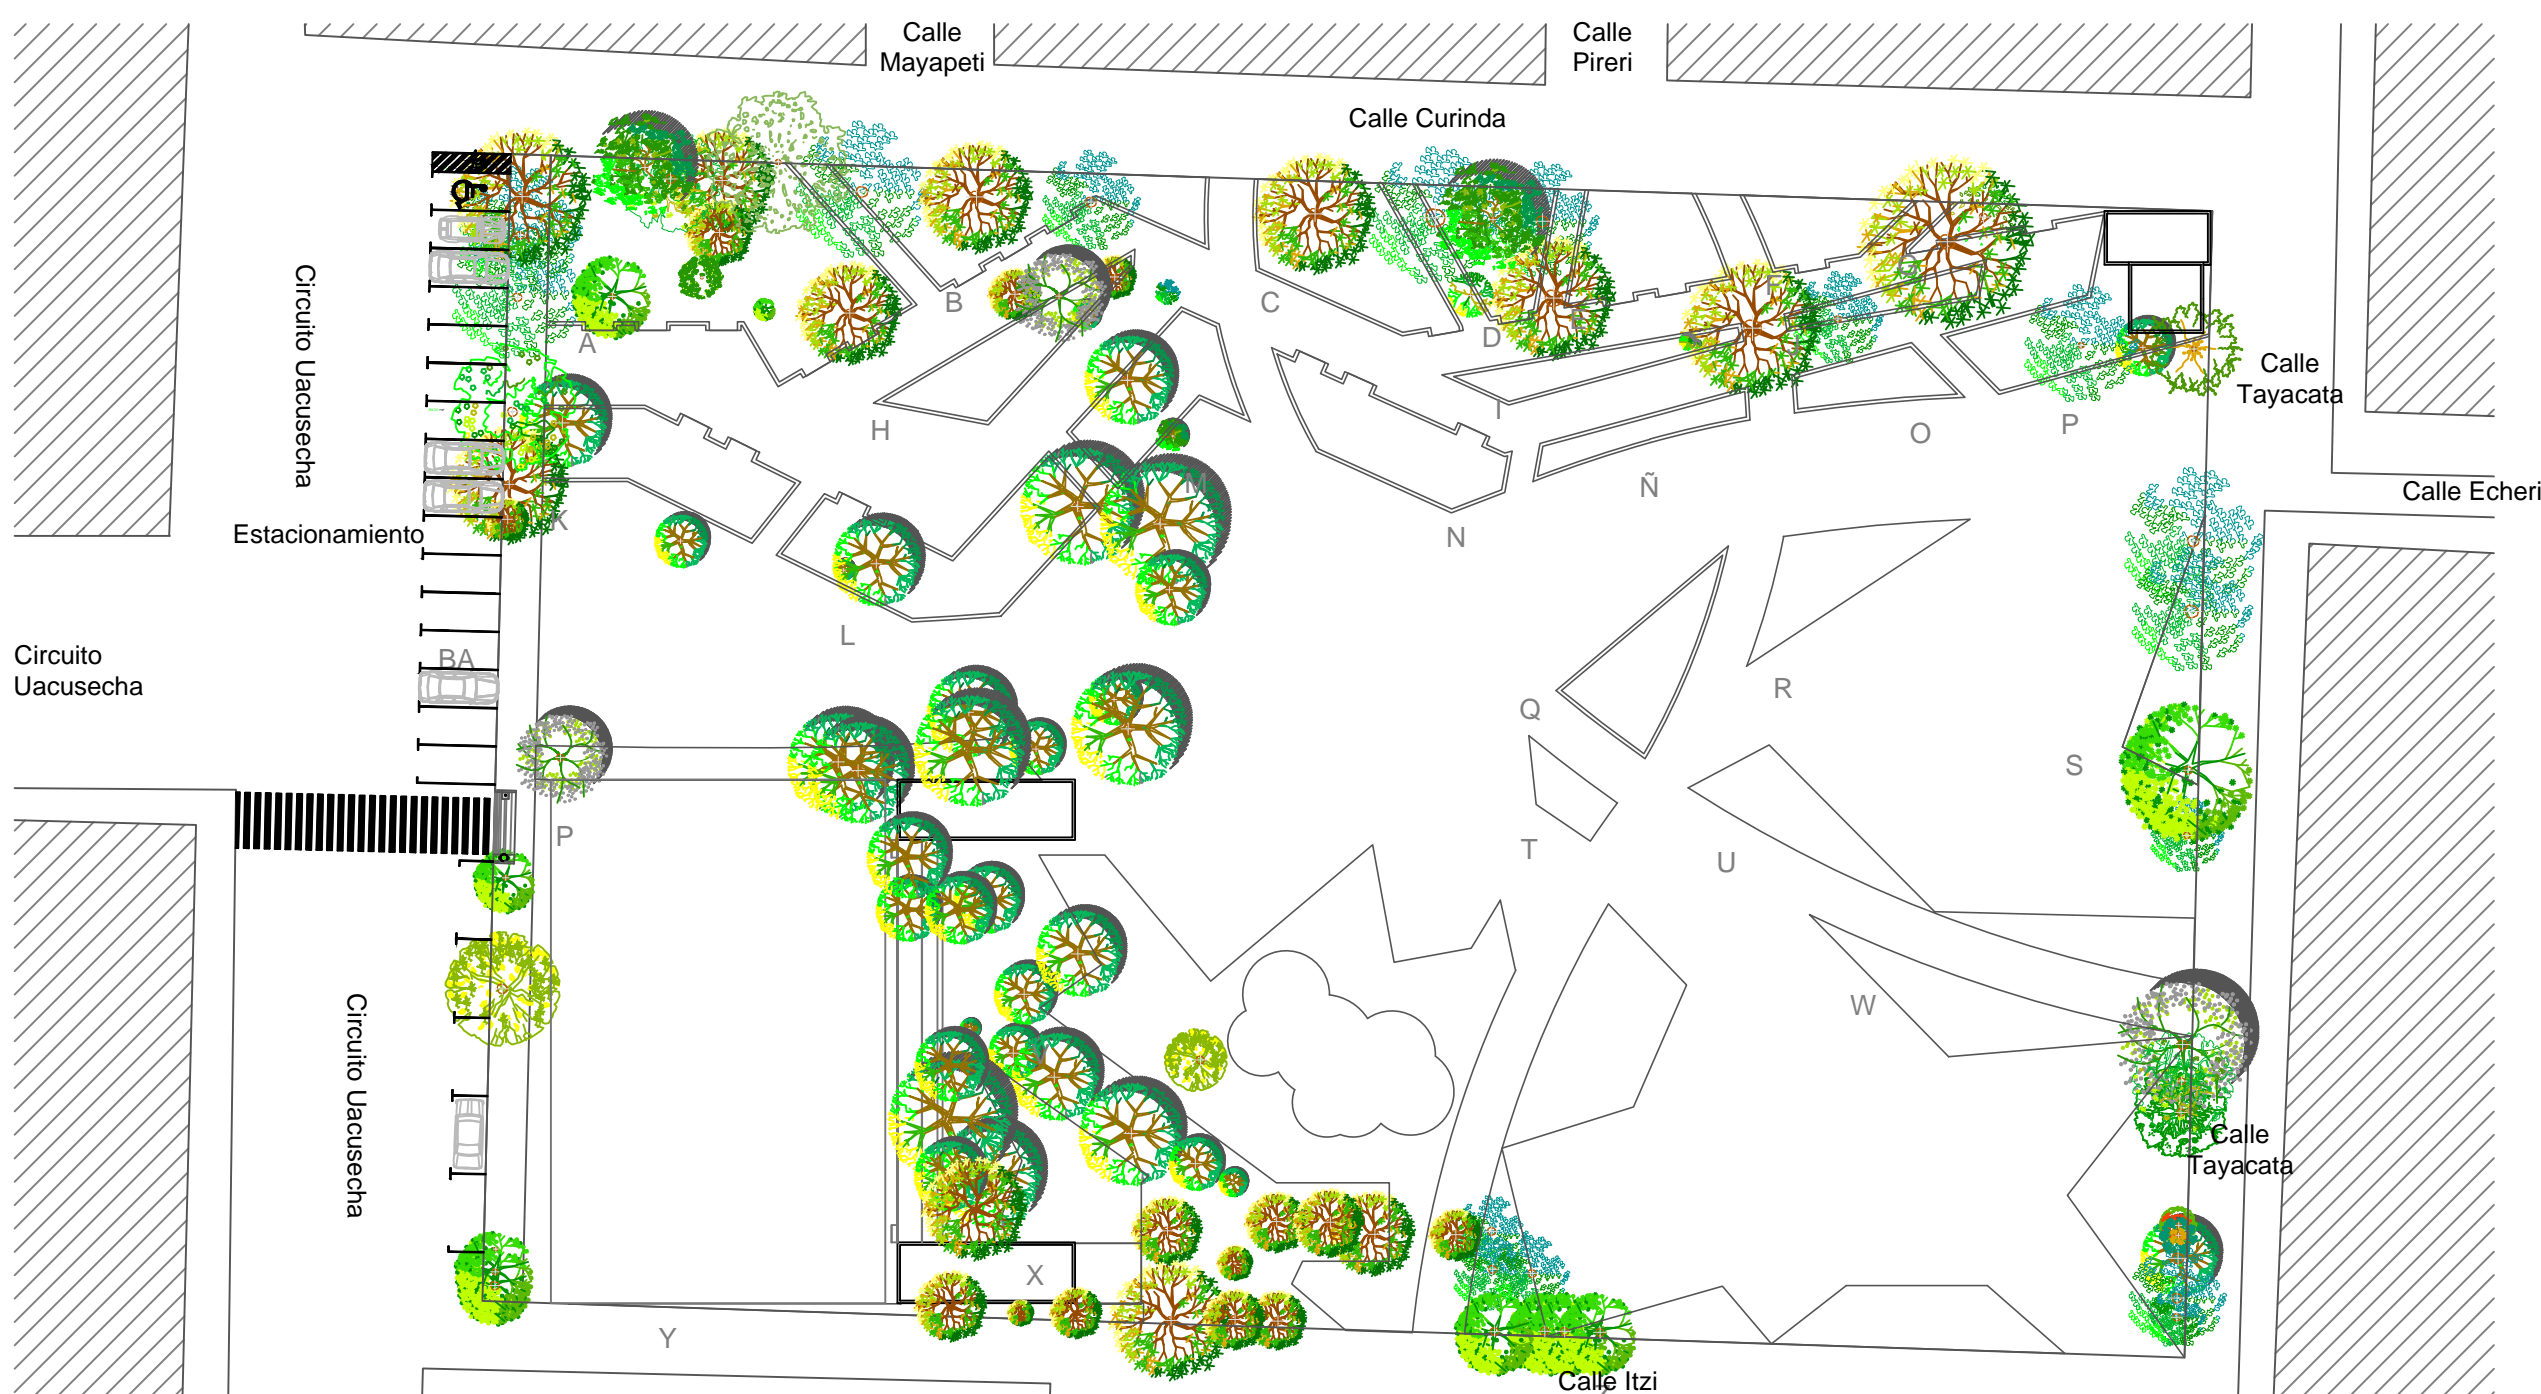 Calle
Mayapeti
Calle
Pireri
Calle Curinda
Circuito Uacusecha
A
B
C
D
E
F
G
H
I
J
Calle
Tayacata
K
L
M
N
Ñ
O
P
Calle Echeri
Estacionamiento
Circuito
Uacusecha
BA
Q
R
S
T
U
P
W
Circuito Uacusecha
V
Calle
Tayacata
X
Y
Calle Itzi